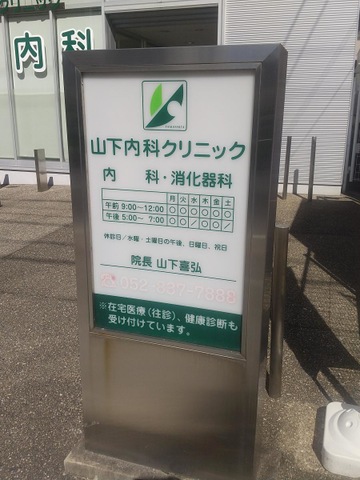 内科
山下内科クリニック
内 科・消化器科
月 火 水 木 金 土
午前 9:00〜12:00 ○ ○ ○ ○ ○ ○
午後 5:00〜 7:00 ○ ○ / ○ ○ /
休診日/水曜・土曜日の午後、日曜日、祝日
院長 山下喜弘
※在宅医療(往診)、健康診断も
受け付けています。